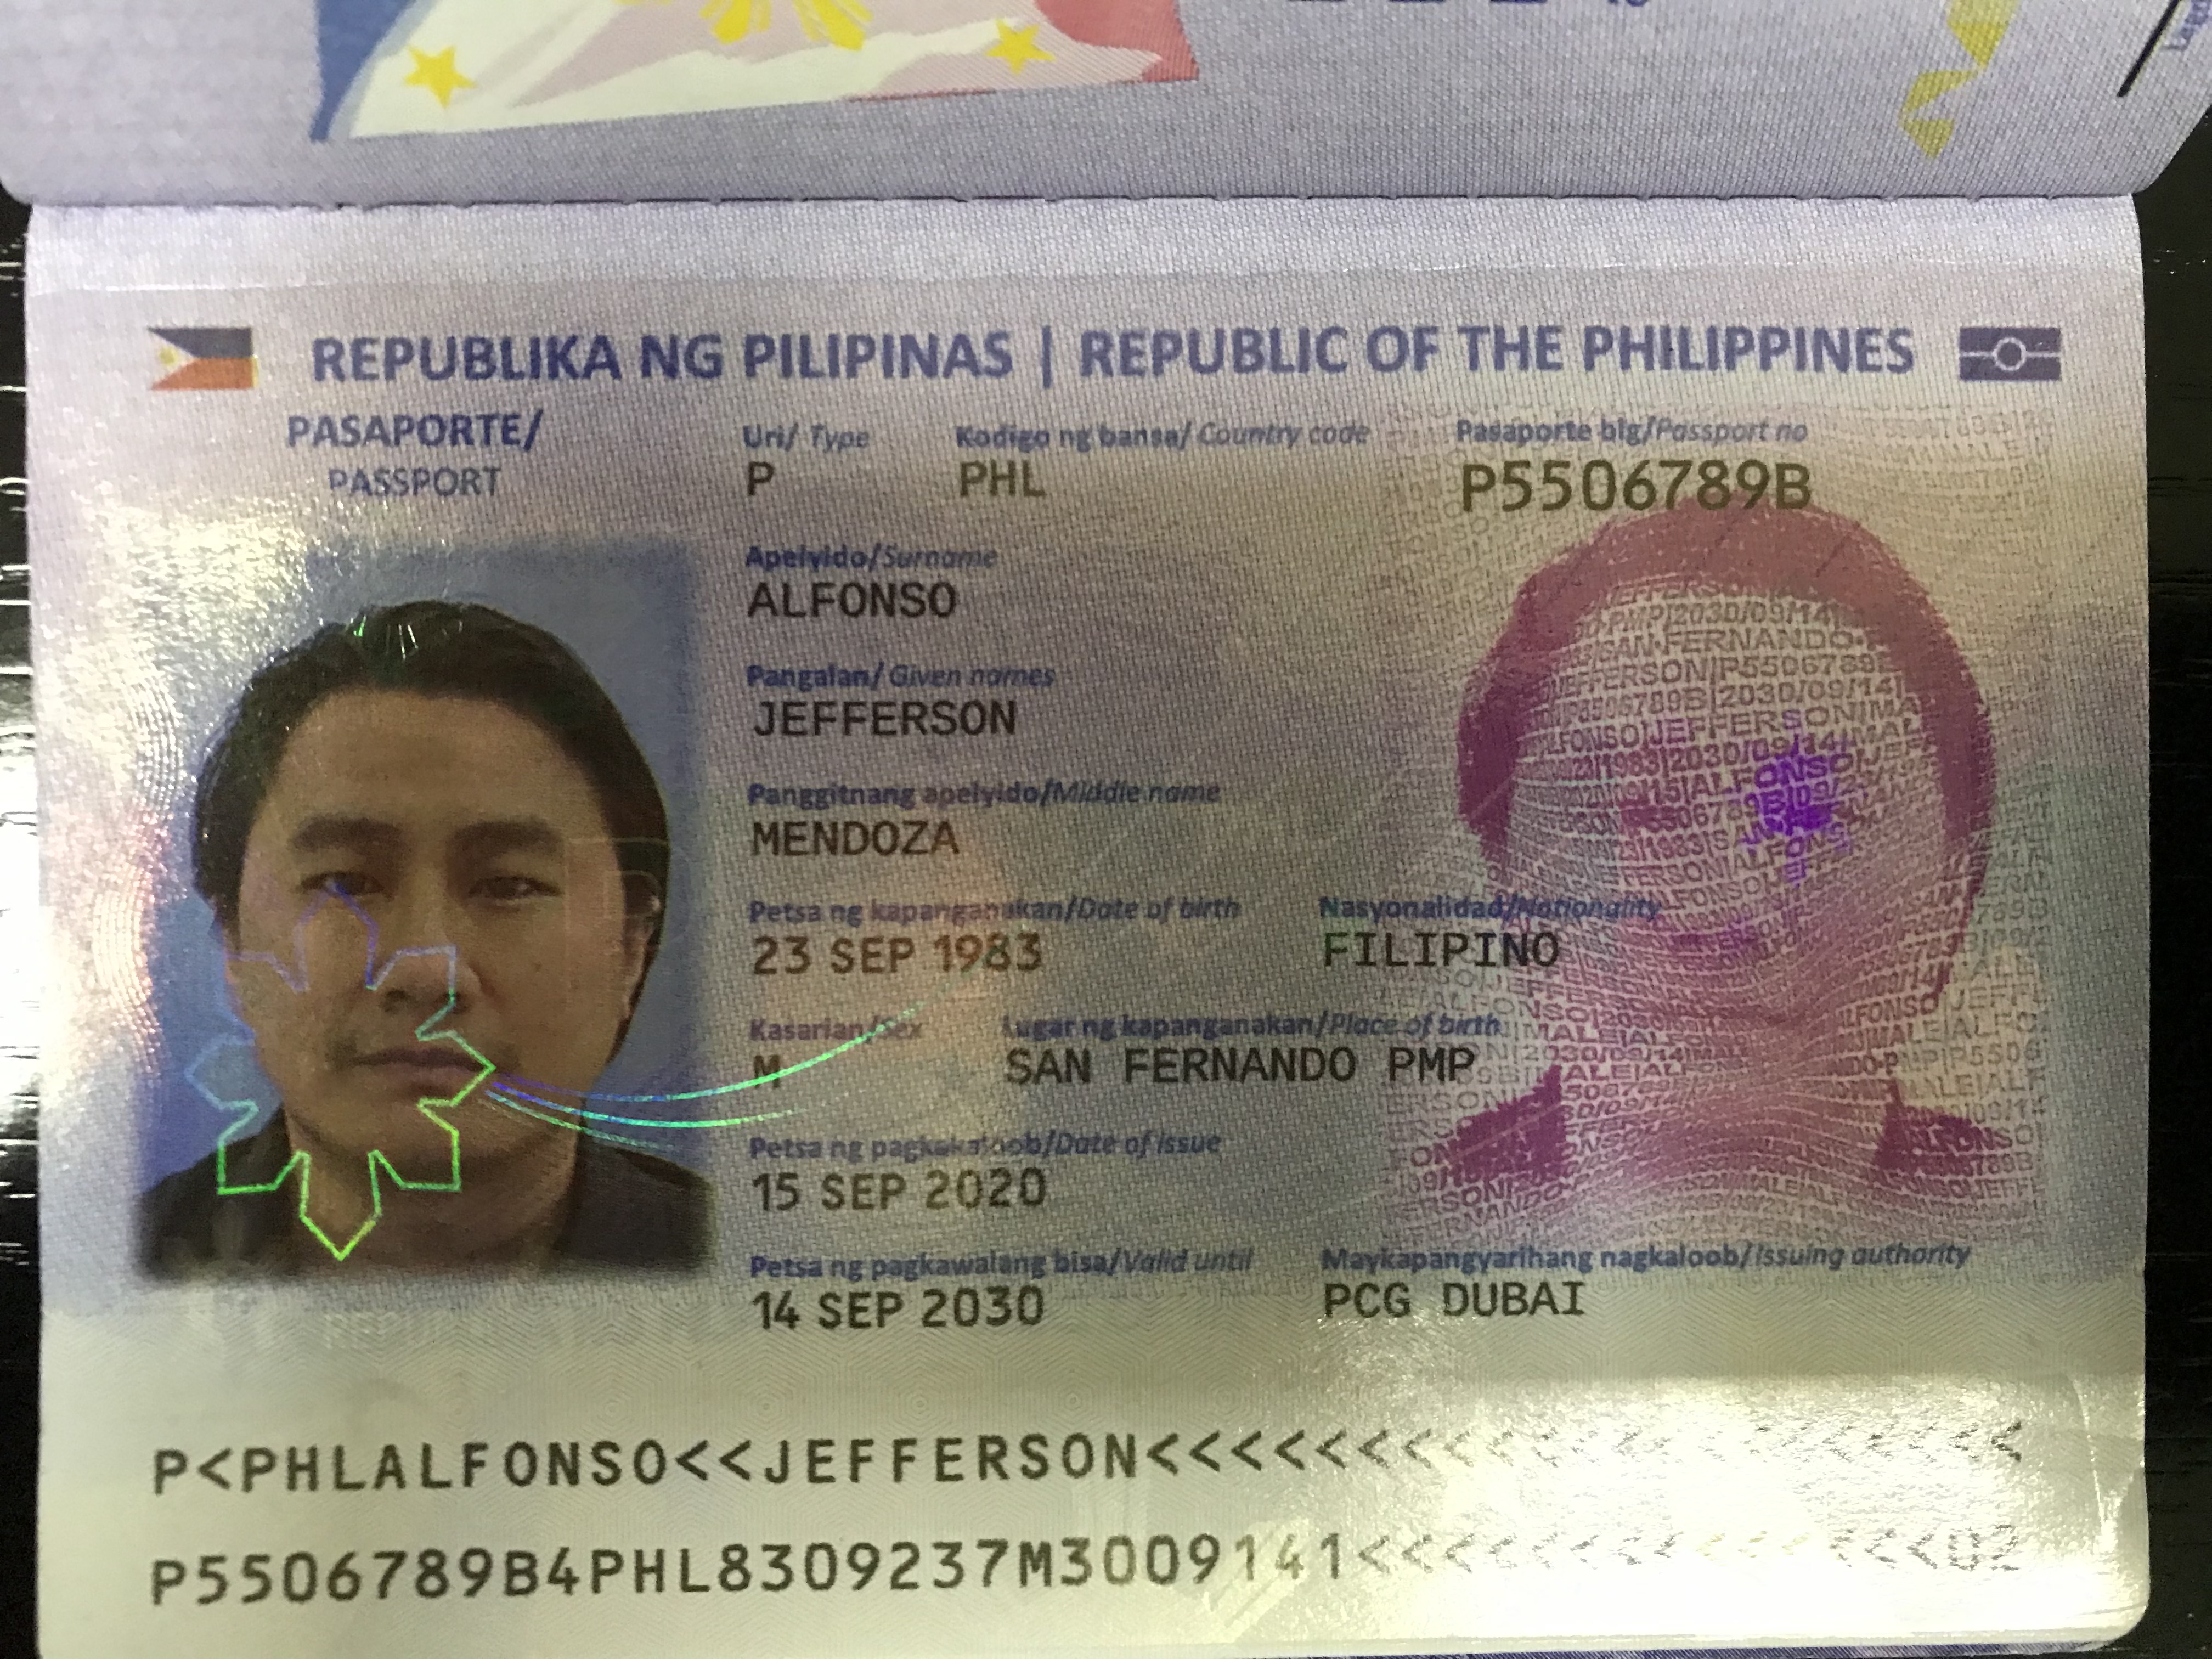 REPUBLIKA NG PILIPINAS | REPUBLIC OF THE PHILIPPINES
PASAPORTE/
PASSPORT
Uri/ Type
P
Kodigo ng bansa/ Country code
PHL
Pasaporte blg/Passport no
P5506789B
Apelyido/Surname
ALFONSO
Pangalan/ Given names
JEFFERSON
Panggitnang apelyido/Middle name
MENDOZA
Petsa ng kapanganakan/Date of birth
23 SEP 1983
Nasyonalidad/Nationality
FILIPINO
Kasarian/Sex
M
Lugar ng kapanganakan/Place of birth
SAN FERNANDO PMP
Petsa ng pagkakaloob/Date of issue
15 SEP 2020
Petsa ng pagkawalang bisa/Valid until
14 SEP 2030
Maykapangyarihang nagkaloob/Issuing authority
PCG DUBAI
P<PHLALFONSO<<JEFFERSON<<<<<<<<<<<<<<<<<<<<<
P5506789B4PHL8309237M3009141<<<<<<<<<<<<<<02